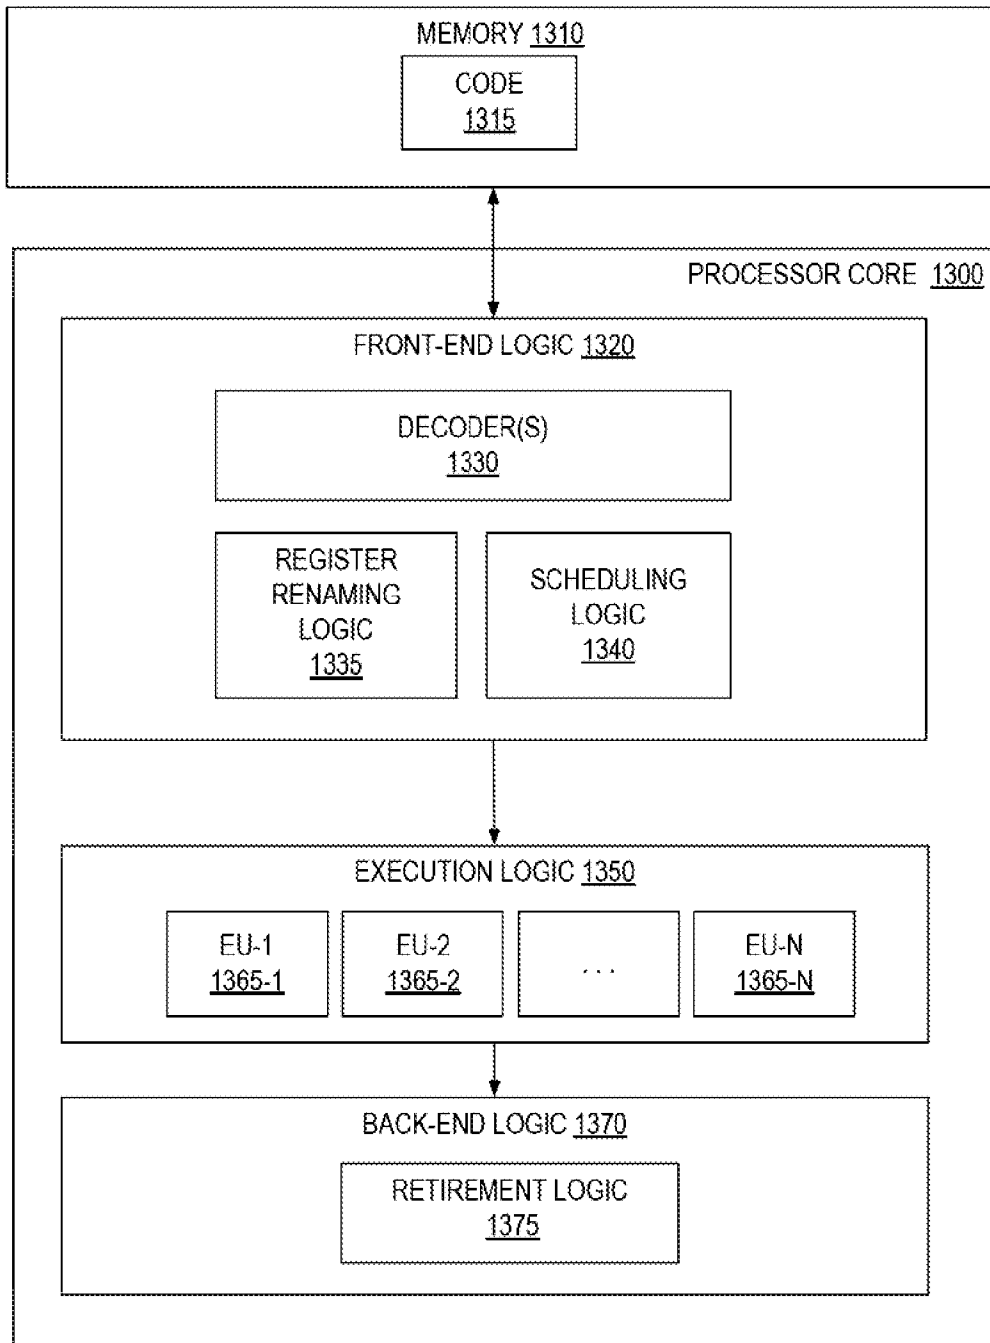 MEMORY 1310
CODE
1315
PROCESSOR CORE 1300
FRONT-END LOGIC 1320
DECODER(S)
1330
REGISTER
RENAMING
LOGIC
1335
SCHEDULING
LOGIC
1340
EXECUTION LOGIC 1350
EU-1
1365-1
EU-2
1365-2
...
EU-N
1365-N
BACK-END LOGIC 1370
RETIREMENT LOGIC
1375